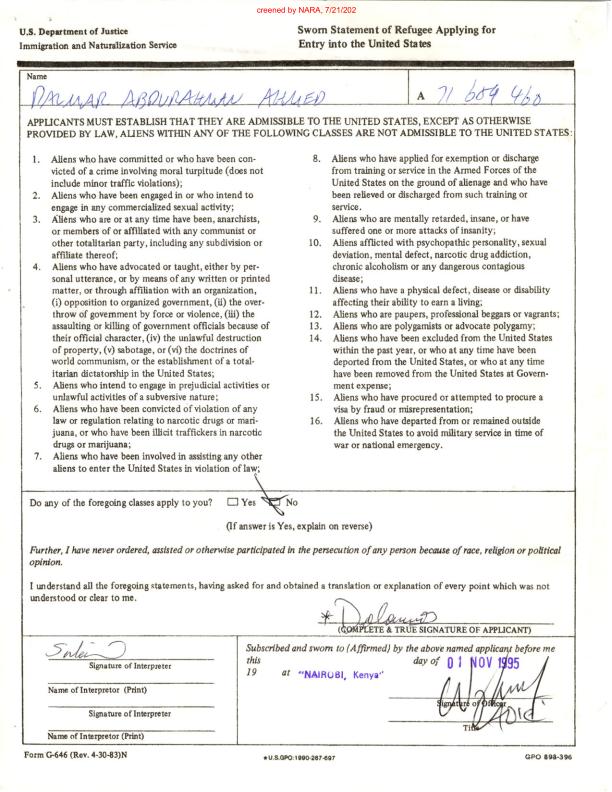 creened by NARA, 7/21/202
U.S. Department of Justice
Immigration and Naturalization Service
Sworn Statement of Refugee Applying for
Entry into the United States
Name
DALMAR ABDURAHMAN AHMED
A 71 689 460
APPLICANTS MUST ESTABLISH THAT THEY ARE ADMISSIBLE TO THE UNITED STATES, EXCEPT AS OTHERWISE
PROVIDED BY LAW, ALIENS WITHIN ANY OF THE FOLLOWING CLASSES ARE NOT ADMISSIBLE TO THE UNITED STATES:
1. Aliens who have committed or who have been con-
victed of a crime involving moral turpitude (does not
include minor traffic violations);
2. Aliens who have been engaged in or who intend to
engage in any commercialized sexual activity;
3. Aliens who are or at any time have been, anarchists,
or members of or affiliated with any communist or
other totalitarian party, including any subdivision or
affiliate thereof;
4. Aliens who have advocated or taught, either by per-
sonal utterance, or by means of any written or printed
matter, or through affiliation with an organization,
(i) opposition to organized government, (ii) the over-
throw of government by force or violence, (iii) the
assaulting or killing of government officials because of
their official character, (iv) the unlawful destruction
of property, (v) sabotage, or (vi) the doctrines of
world communism, or the establishment of a total-
itarian dictatorship in the United States;
5. Aliens who intend to engage in prejudicial activities or
unlawful activities of a subversive nature;
6. Aliens who have been convicted of violation of any
law or regulation relating to narcotic drugs or mari-
juana, or who have been illicit traffickers in narcotic
drugs or marijuana;
7. Aliens who have been involved in assisting any other
aliens to enter the United States in violation of law;
8. Aliens who have applied for exemption or discharge
from training or service in the Armed Forces of the
United States on the ground of alienage and who have
been relieved or discharged from such training or
service.
9. Aliens who are mentally retarded, insane, or have
suffered one or more attacks of insanity;
10. Aliens afflicted with psychopathic personality, sexual
deviation, mental defect, narcotic drug addiction,
chronic alcoholism or any dangerous contagious
disease;
11. Aliens who have a physical defect, disease or disability
affecting their ability to earn a living;
12. Aliens who are paupers, professional beggars or vagrants;
13. Aliens who are polygamists or advocate polygamy;
14. Aliens who have been excluded from the United States
within the past year, or who at any time have been
deported from the United States, or who at any time
have been removed from the United States at Govern-
ment expense;
15. Aliens who have procured or attempted to procure a
visa by fraud or misrepresentation;
16. Aliens who have departed from or remained outside
the United States to avoid military service in time of
war or national emergency.
Do any of the foregoing classes apply to you? Yes No
(If answer is Yes, explain on reverse)
Further, I have never ordered, assisted or otherwise participated in the persecution of any person because of race, religion or political
opinion.
I understand all the foregoing statements, having asked for and obtained a translation or explanation of every point which was not
understood or clear to me.
(COMPLETE & TRUE SIGNATURE OF APPLICANT)
Signature of Interpreter
Name of Interpreter (Print)
Signature of Interpreter
Name of Interpreter (Print)
Subscribed and sworn to (Affirmed) by the above named applicant before me
this day of 01 NOV 1995
19 at "NAIROBI, Kenya"
Signature of Officer
Title
Form G-646 (Rev. 4-30-83)N
★U.S.GPO:1990-267-697
GPO 898-396